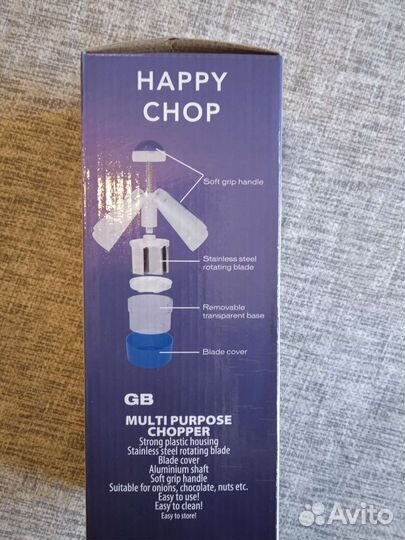 HAPPY
CHOP
Soft grip handle
Stainless steel
rotating blade
Removable
transparent base
Blade cover
GB
MULTI PURPOSE
CHOPPER
Strong plastic housing
Stainless steel rotating blade
Blade cover
Aluminium shaft
Soft grip handle
Suitable for onions, chocolate, nuts etc.
Easy to use!
Easy to clean!
Easy to store!
Avito